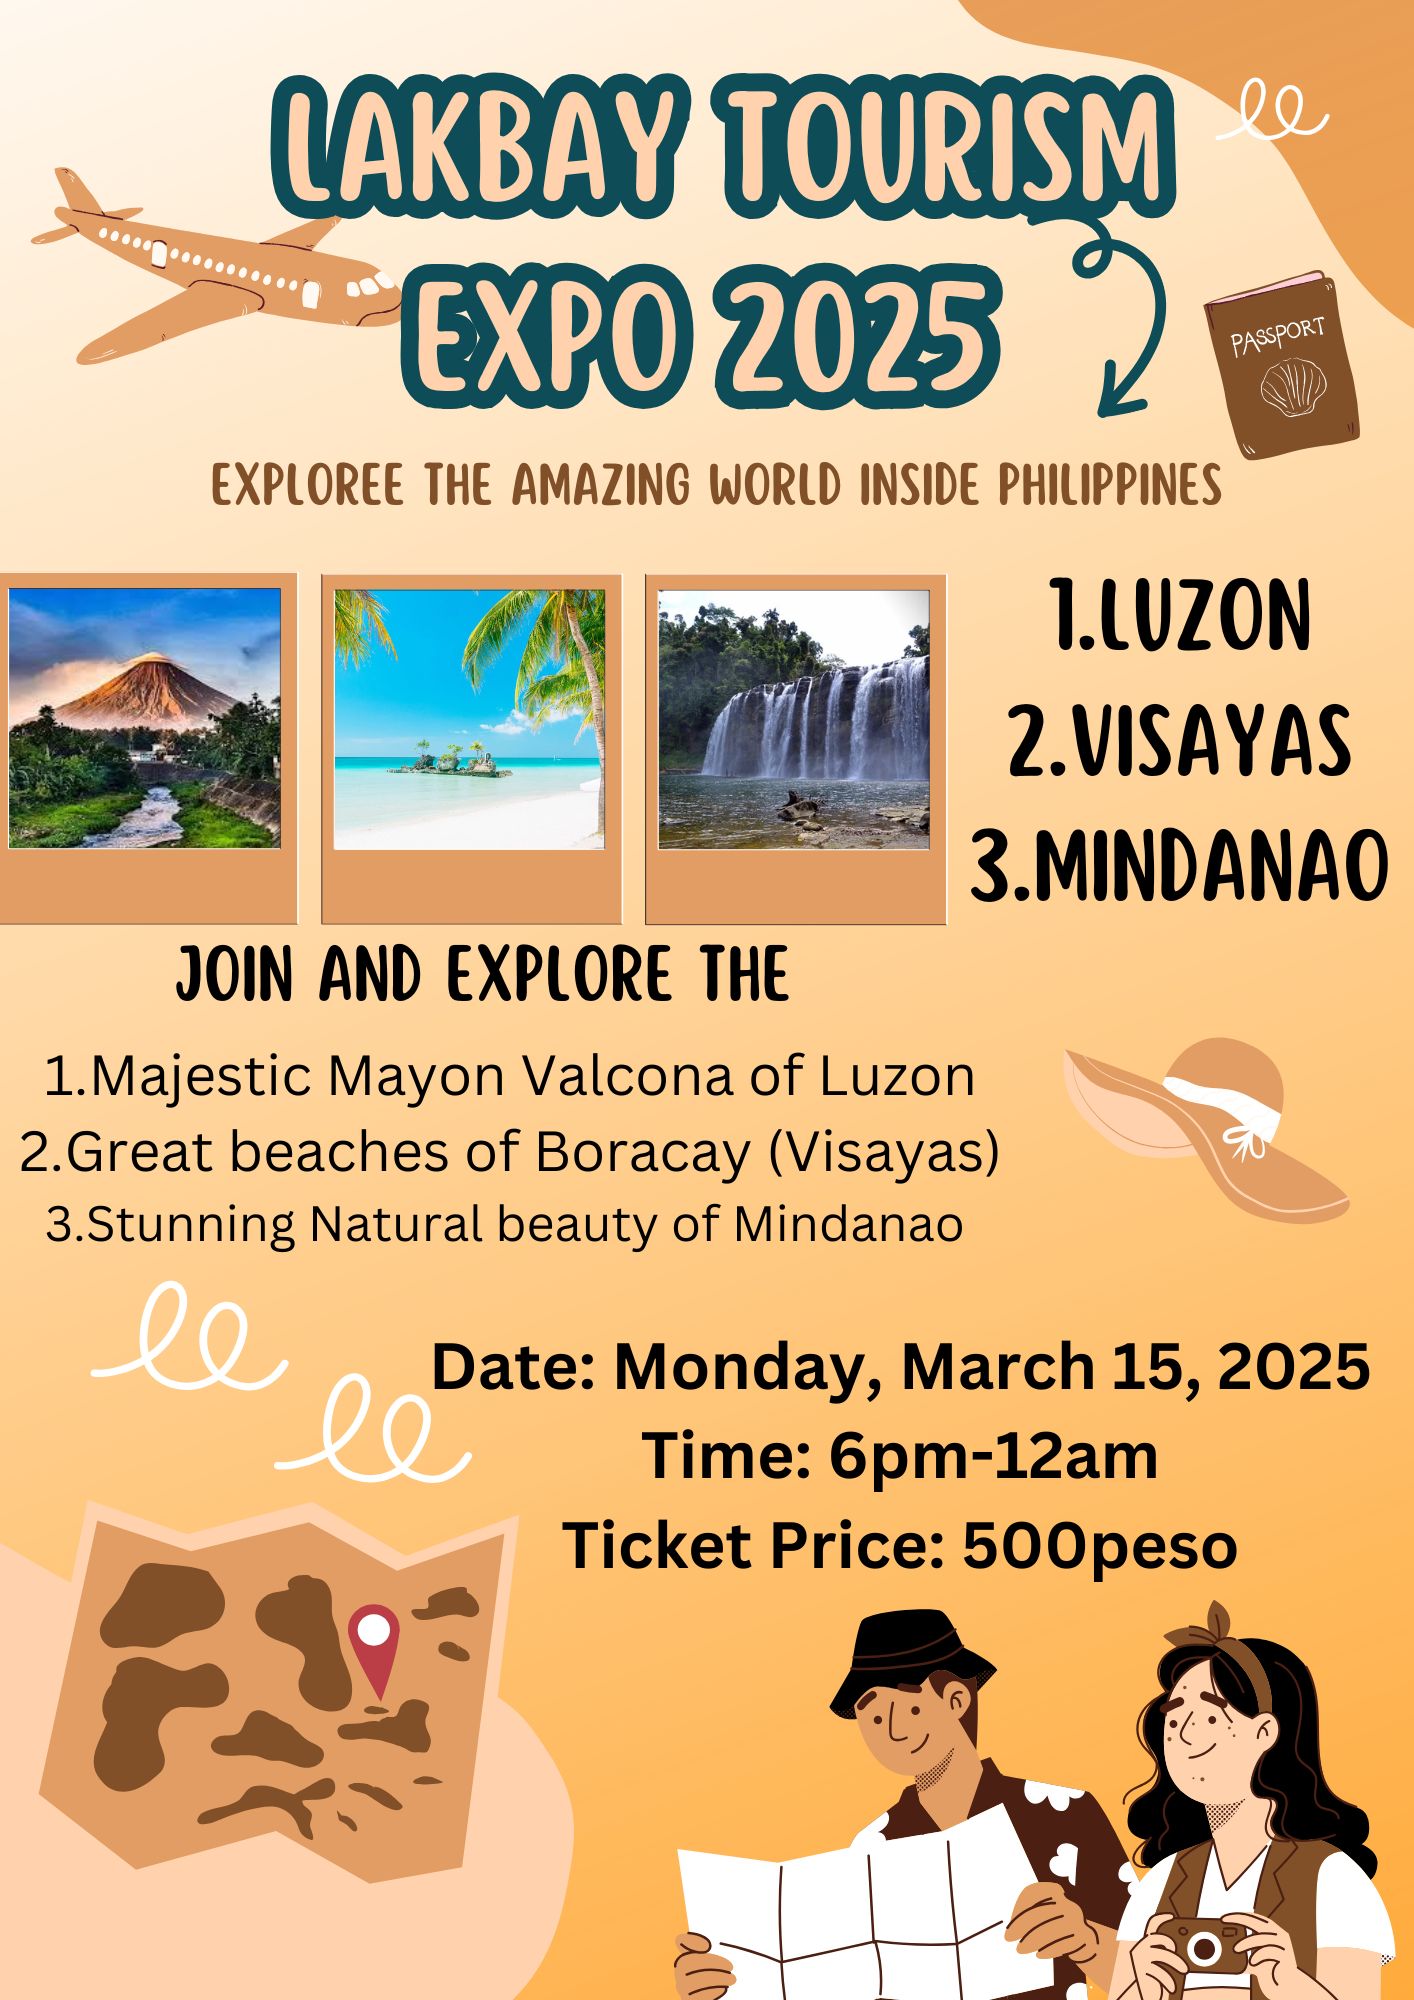 LAKBAY TOURISM
EXPO 2025
PASSPORT
EXPLOREE THE AMAZING WORLD INSIDE PHILIPPINES
1.LUZON
2.VISAYAS
3.MINDANAO
JOIN AND EXPLORE THE
1.Majestic Mayon Valcona of Luzon
2.Great beaches of Boracay (Visayas)
3.Stunning Natural beauty of Mindanao
Date: Monday, March 15, 2025
Time: 6pm-12am
Ticket Price: 500peso